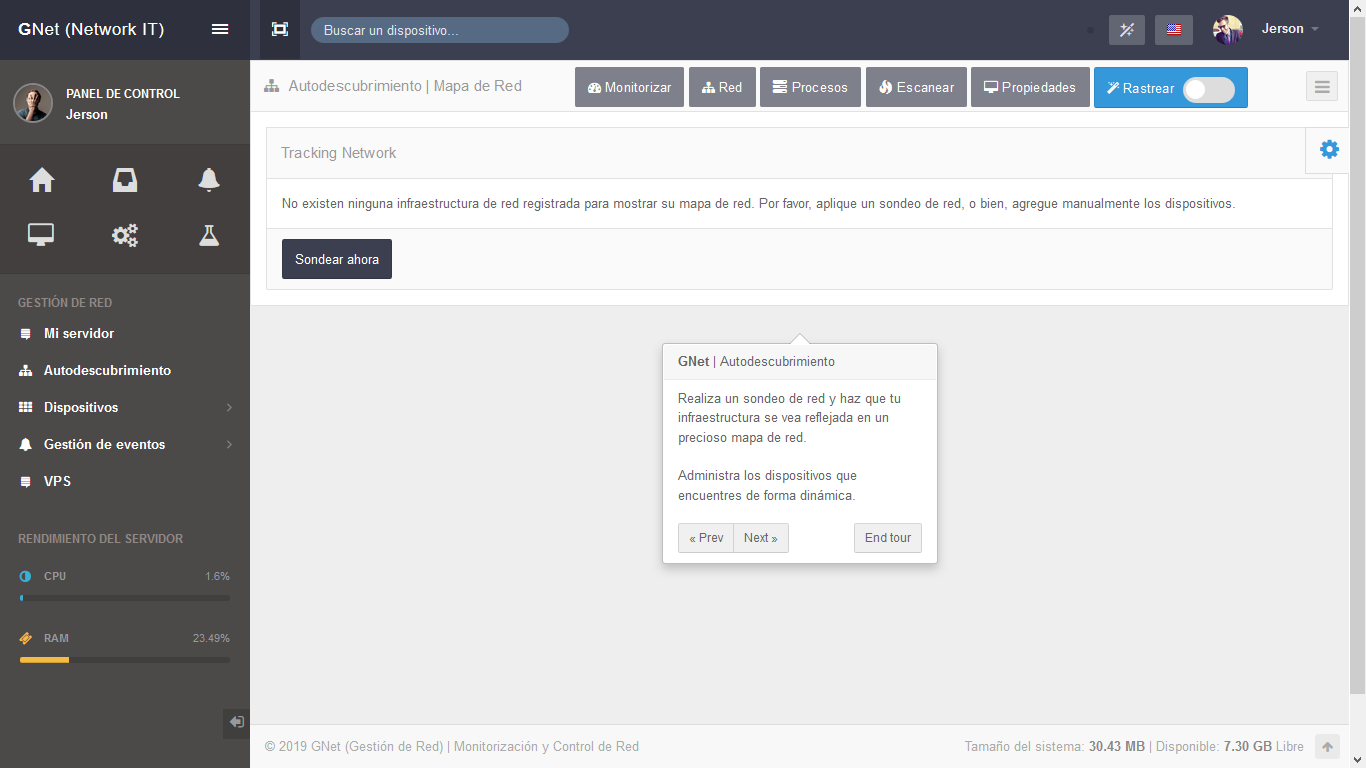 GNet (Network IT)
Buscar un dispositivo...
Jerson
PANEL DE CONTROL
Jerson
Autodescubrimiento | Mapa de Red
Monitorizar
Red
Procesos
Escanear
Propiedades
Rastrear
Tracking Network
No existen ninguna infraestructura de red registrada para mostrar su mapa de red. Por favor, aplique un sondeo de red, o bien, agregue manualmente los dispositivos.
Sondear ahora
GESTIÓN DE RED
Mi servidor
Autodescubrimiento
Dispositivos
Gestión de eventos
VPS
RENDIMIENTO DEL SERVIDOR
CPU 1.6%
RAM 23.49%
GNet | Autodescubrimiento
Realiza un sondeo de red y haz que tu
infraestructura se vea reflejada en un
precioso mapa de red.
Administra los dispositivos que
encuentres de forma dinámica.
« Prev
Next »
End tour
© 2019 GNet (Gestión de Red) | Monitorización y Control de Red
Tamaño del sistema: 30.43 MB | Disponible: 7.30 GB Libre